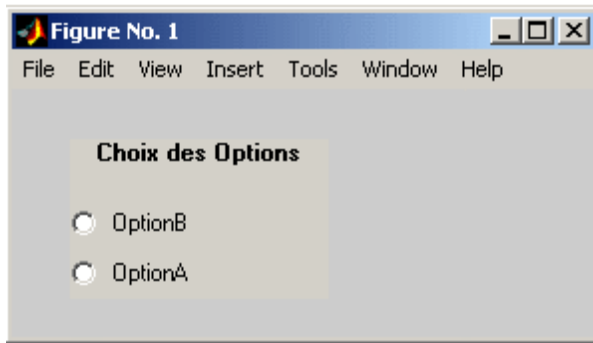 Figure No. 1
File Edit View Insert Tools Window Help
Choix des Options
OptionB
OptionA